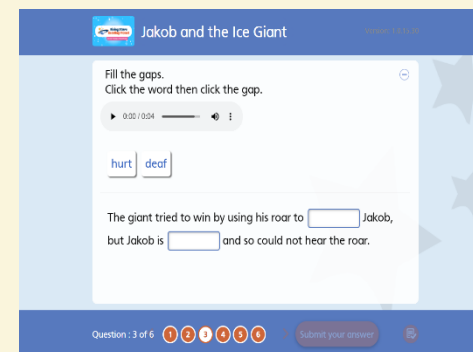 Jakob and the Ice Giant
Fill the gaps.
Click the word then click the gap.
0:00 / 0:04
hurt deaf
The giant tried to win by using his roar to Jakob,
but Jakob is and so could not hear the roar.
Question : 3 of 6 1 2 3 4 5 6 Submit your answer